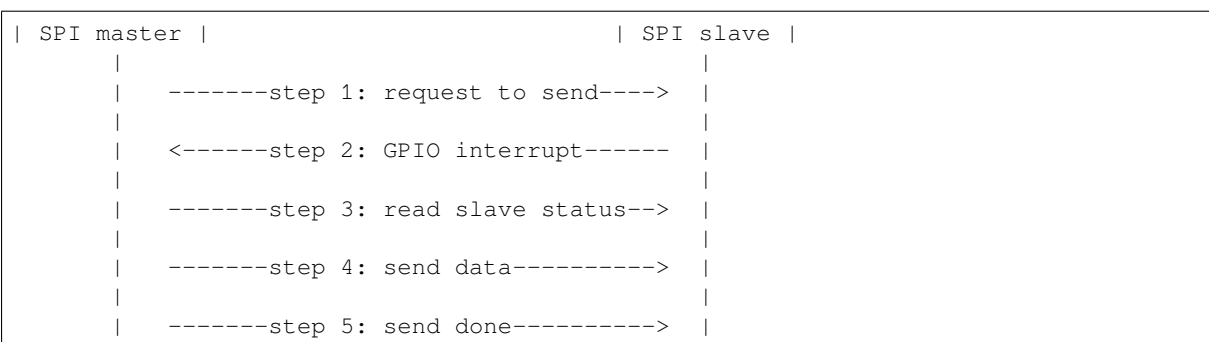 | SPI master |                                 | SPI slave |
       |                                               |
       |   -------step 1: request to send---->   |
       |                                               |
       |   <------step 2: GPIO interrupt------   |
       |                                               |
       |   -------step 3: read slave status-->   |
       |                                               |
       |   -------step 4: send data---------->   |
       |                                               |
       |   -------step 5: send done---------->   |